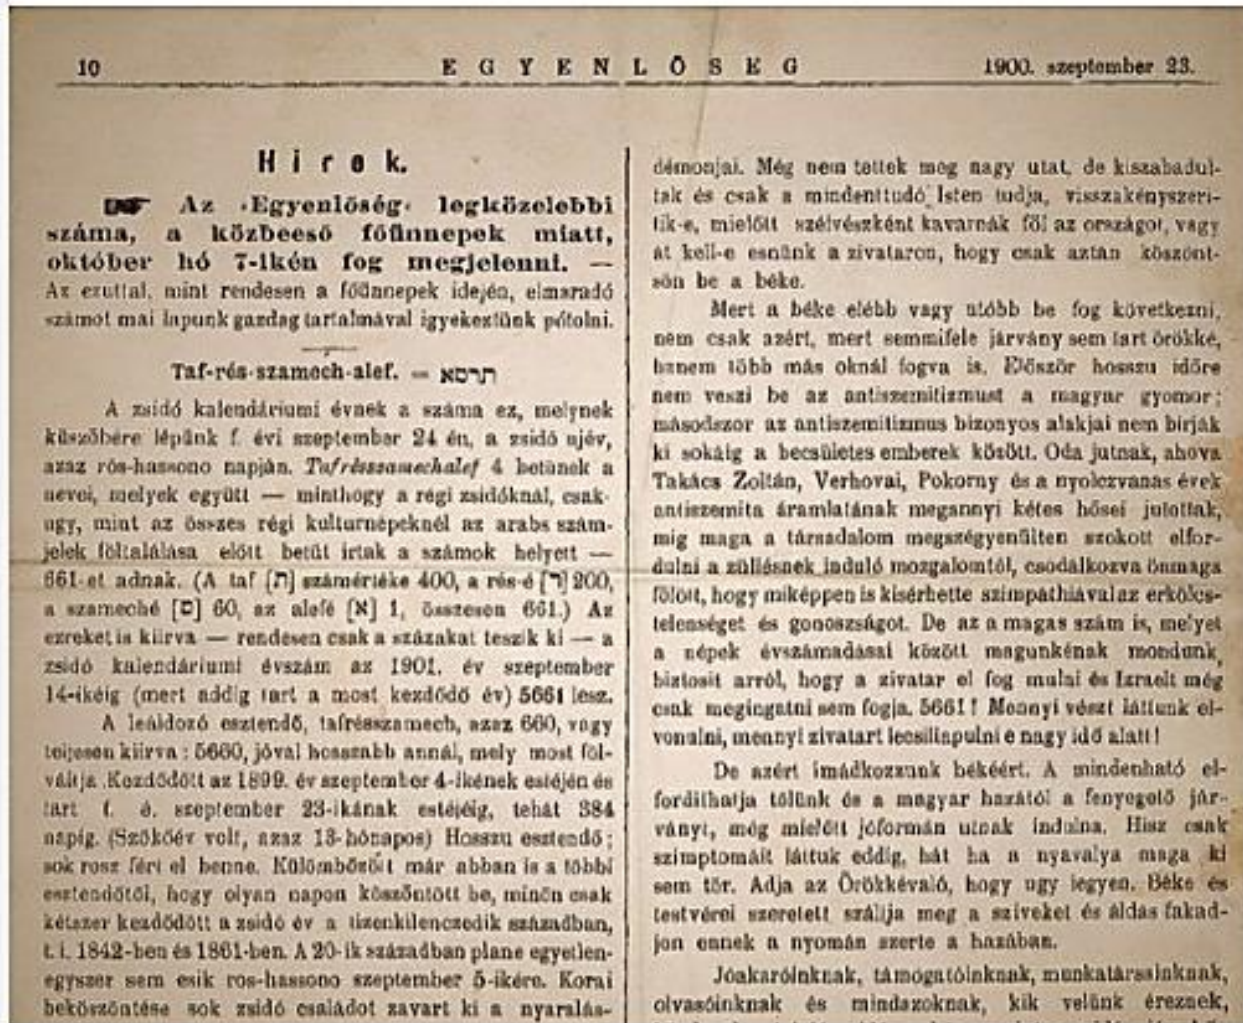 10
EGYENLŐSÉG
1900. szeptember 23.
Hirek.
Az «Egyenlőség» legközelebbi
száma, a közbeeső főünnepek miatt,
október hó 7-ikén fog megjelenni. —
Az ezuttal, mint rendesen a főünnepek idején, elmaradó
számot mai lapunk gazdag tartalmával igyekeztünk pótolni.
Taf-rés-szamech-alef. = תרסא
A zsidó kalendáriumi évnek a száma ez, melynek
küszöbére lépünk f. évi szeptember 24 én, a zsidó ujév,
azaz rós-hassono napján. Tafrésszamechalef 4 betünek a
nevei, melyek együtt — minthogy a régi zsidóknál, csak-
ugy, mint az összes régi kulturnépeknél az arabs szám-
jelek föltalálása előtt betüt irtak a számok helyett —
661-et adnak. (A taf [ת] számértéke 400, a rés-é [ר] 200,
a szameché [ס] 60, az alefé [א] 1, összesen 661.) Az
ezreket is kiirva — rendesen csak a százakat teszik ki — a
zsidó kalendáriumi évszám az 1901. év szeptember
14-ikéig (mert addig tart a most kezdődő év) 5661 lesz.
A leáldozó esztendő, tafrésszamech, azaz 660, vagy
teljesen kiirva: 5660, jóval hosszabb annál, mely most föl-
váltja. Kezdődött az 1899. év szeptember 4-ikének estéjén és
tart f. é. szeptember 23-ikának estéjéig, tehát 384
napig. (Szökőév volt, azaz 13-hónapos) Hosszu esztendő;
sok rosz fért el benne. Külömbözött már abban is a többi
esztendőtől, hogy olyan napon köszöntött be, minőn csak
kétszer kezdődött a zsidó év a tizenkilenczedik században,
t. i. 1842-ben és 1861-ben. A 20-ik században plane egyetlen-
egyszer sem esik ros-hassono szeptember 5-ikére. Korai
beköszöntése sok zsidó családot zavart ki a nyaralás-
démonjai. Még nem tettek meg nagy utat, de kiszabadul-
tak és csak a mindenttudó Isten tudja, visszakényszeri-
tik-e, mielőtt szélvészként kavarnák föl az országot, vagy
át kell-e esnünk a zivataron, hogy csak aztán köszönt-
sön be a béke.
Mert a béke elébb vagy utóbb be fog következni,
nem csak azért, mert semmifele járvány sem tart örökké,
hanem több más oknál fogva is. Először hosszu időre
nem veszi be az antiszemitizmust a magyar gyomor;
másodszor az antiszemitizmus bizonyos alakjai nem birják
ki sokáig a becsületes emberek között. Oda jutnak, ahova
Takács Zoltán, Verhovai, Pokorny és a nyolczvanas évek
antiszemita áramlatának megannyi kétes hősei jutottak,
mig maga a társadalom megszégyenülten szokott elfor-
dulni a züllésnek induló mozgalomtól, csodálkozva önmaga
fölött, hogy miképpen is kisérhette szimpáthiával az erkölcs-
telenséget és gonoszságot. De az a magas szám is, melyet
a népek évszámadásai között magunkénak mondunk,
biztosit arról, hogy a zivatar el fog mulni és Izraelt még
csak megingatni sem fogja. 5661! Mennyi vészt láttunk el-
vonulni, mennyi zivatart lecsillapulni e nagy idő alatt!
De azért imádkozzunk békéért. A mindenható el-
fordithatja tőlünk és a magyar hazától a fenyegető jár-
ványt, még mielőtt jóformán utnak indulna. Hisz csak
szimptomáit láttuk eddig, hát ha a nyavalya maga ki
sem tör. Adja az Örökkévaló, hogy ugy legyen. Béke és
testvérei szeretett szállja meg a sziveket és áldás fakad-
jon ennek a nyomán szerte a hazában.
Jóakaróinknak, támogatóinknak, munkatársainknak,
olvasóinknak és mindazoknak, kik velünk éreznek,